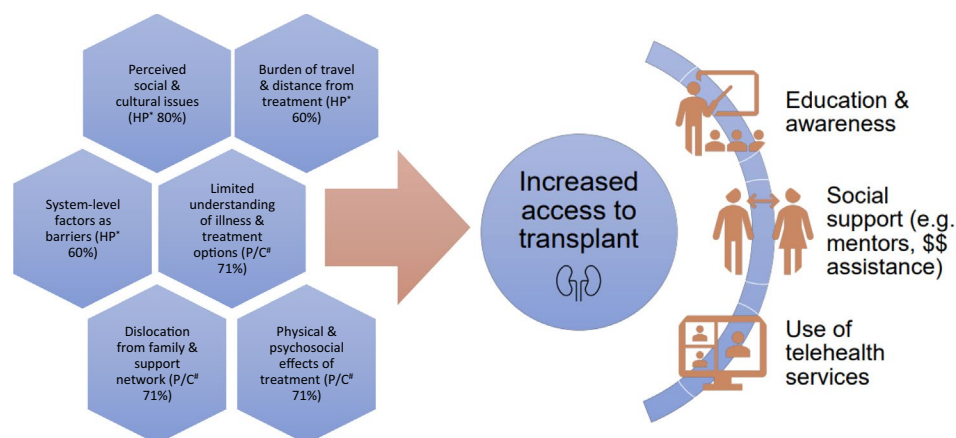 Perceived
social &
cultural issues
(HP* 80%)
Burden of travel
& distance from
treatment (HP*
60%)
System-level
factors as
barriers (HP*
60%)
Limited
understanding
of illness &
treatment
options (P/C#
71%)
Dislocation
from family &
support
network (P/C#
71%)
Physical &
psychosocial
effects of
treatment (P/C#
71%)
Increased
access to
transplant
Education &
awareness
Social
support (e.g.
mentors, $$
assistance)
Use of
telehealth
services